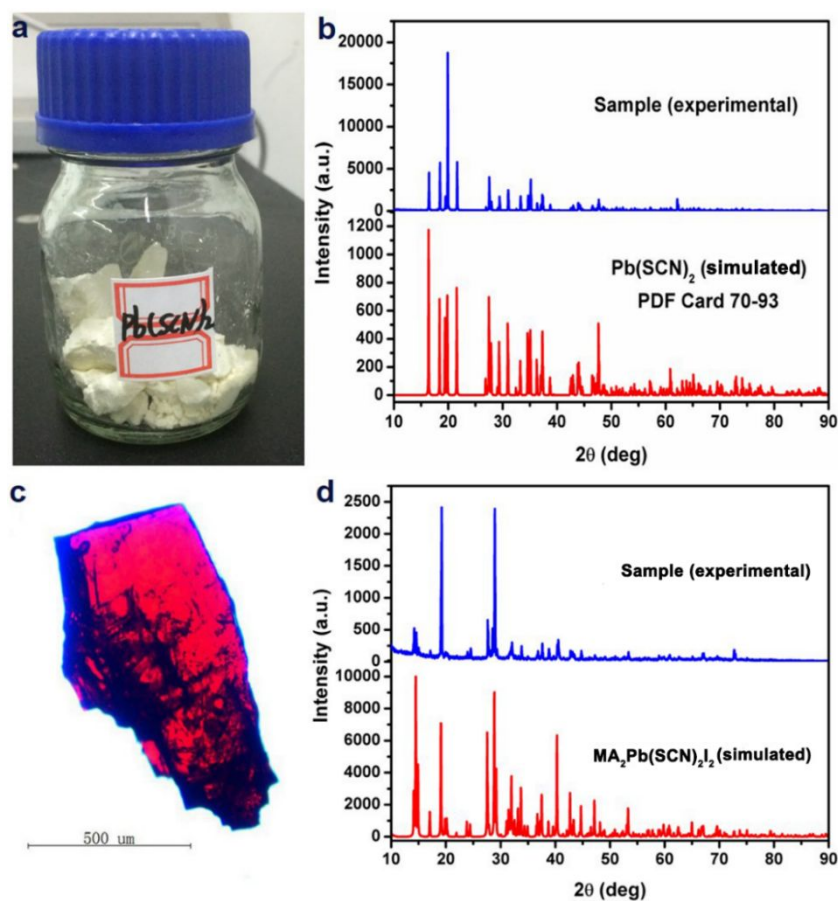 a
b
20000
15000
10000
5000
0
Sample (experimental)
1200
1000
800
600
400
200
0
Pb(SCN)2 (simulated)
PDF Card 70-93
Intensity (a.u.)
10 20 30 40 50 60 70 80 90
2θ (deg)
Pb(SCN)2
c
500 um
d
2500
2000
1500
1000
500
0
Sample (experimental)
10000
8000
6000
4000
2000
0
MA2Pb(SCN)2I2 (simulated)
Intensity (a.u.)
10 20 30 40 50 60 70 80 90
2θ (deg)